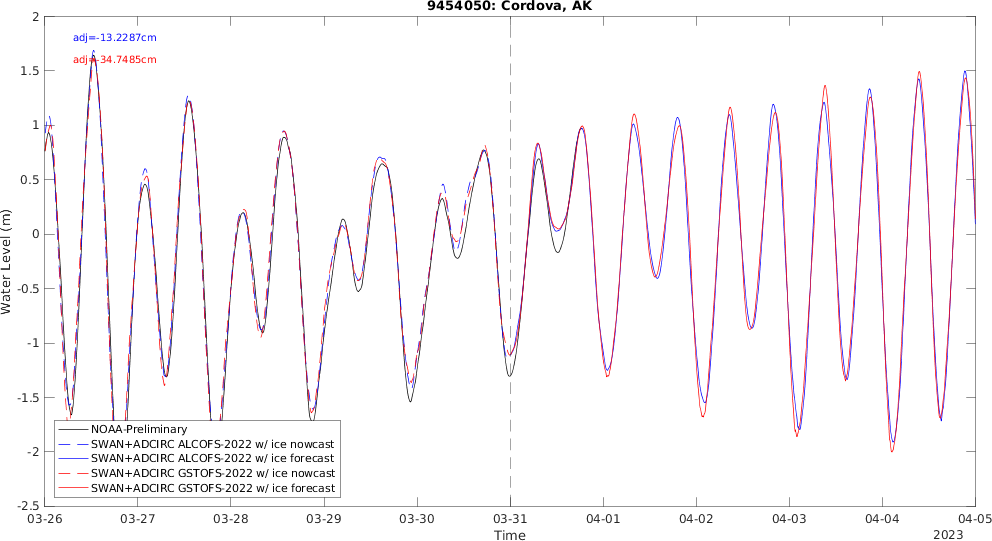 9454050: Cordova, AK
adj=-13.2287cm
adj=-34.7485cm
Water Level (m)
2
1.5
1
0.5
0
-0.5
-1
-1.5
-2
-2.5
NOAA-Preliminary
SWAN+ADCIRC ALCOFS-2022 w/ ice nowcast
SWAN+ADCIRC ALCOFS-2022 w/ ice forecast
SWAN+ADCIRC GSTOFS-2022 w/ ice nowcast
SWAN+ADCIRC GSTOFS-2022 w/ ice forecast
03-26 03-27 03-28 03-29 03-30 03-31 04-01 04-02 04-03 04-04 04-05
Time
2023